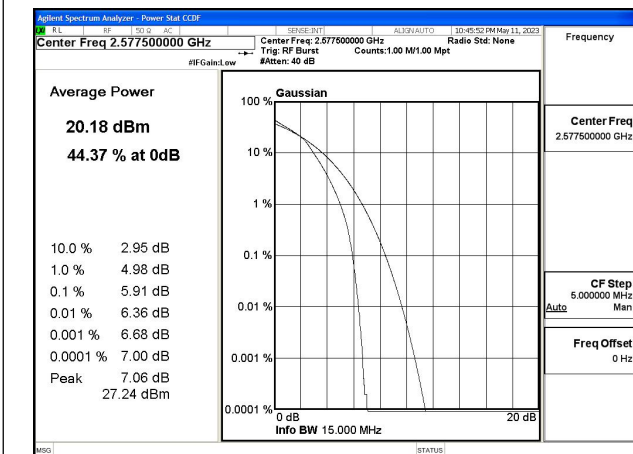 Agilent Spectrum Analyzer - Power Stat CCDF
RL RF 50 Ω AC SENSE:INT ALIGN AUTO 10:45:52 PM May 11, 2023
Center Freq 2.577500000 GHz
Center Freq: 2.577500000 GHz Radio Std: None
Trig: RF Burst Counts:1.00 M/1.00 Mpt
#IFGain:Low #Atten: 40 dB
Frequency
Average Power
20.18 dBm
44.37 % at 0dB
10.0 % 2.95 dB
1.0 % 4.98 dB
0.1 % 5.91 dB
0.01 % 6.36 dB
0.001 % 6.68 dB
0.0001 % 7.00 dB
Peak 7.06 dB
27.24 dBm
Gaussian
100 %
10 %
1 %
0.1 %
0.01 %
0.001 %
0.0001 %
0 dB 20 dB
Info BW 15.000 MHz
Center Freq
2.577500000 GHz
CF Step
5.000000 MHz
Auto Man
Freq Offset
0 Hz
MSG STATUS